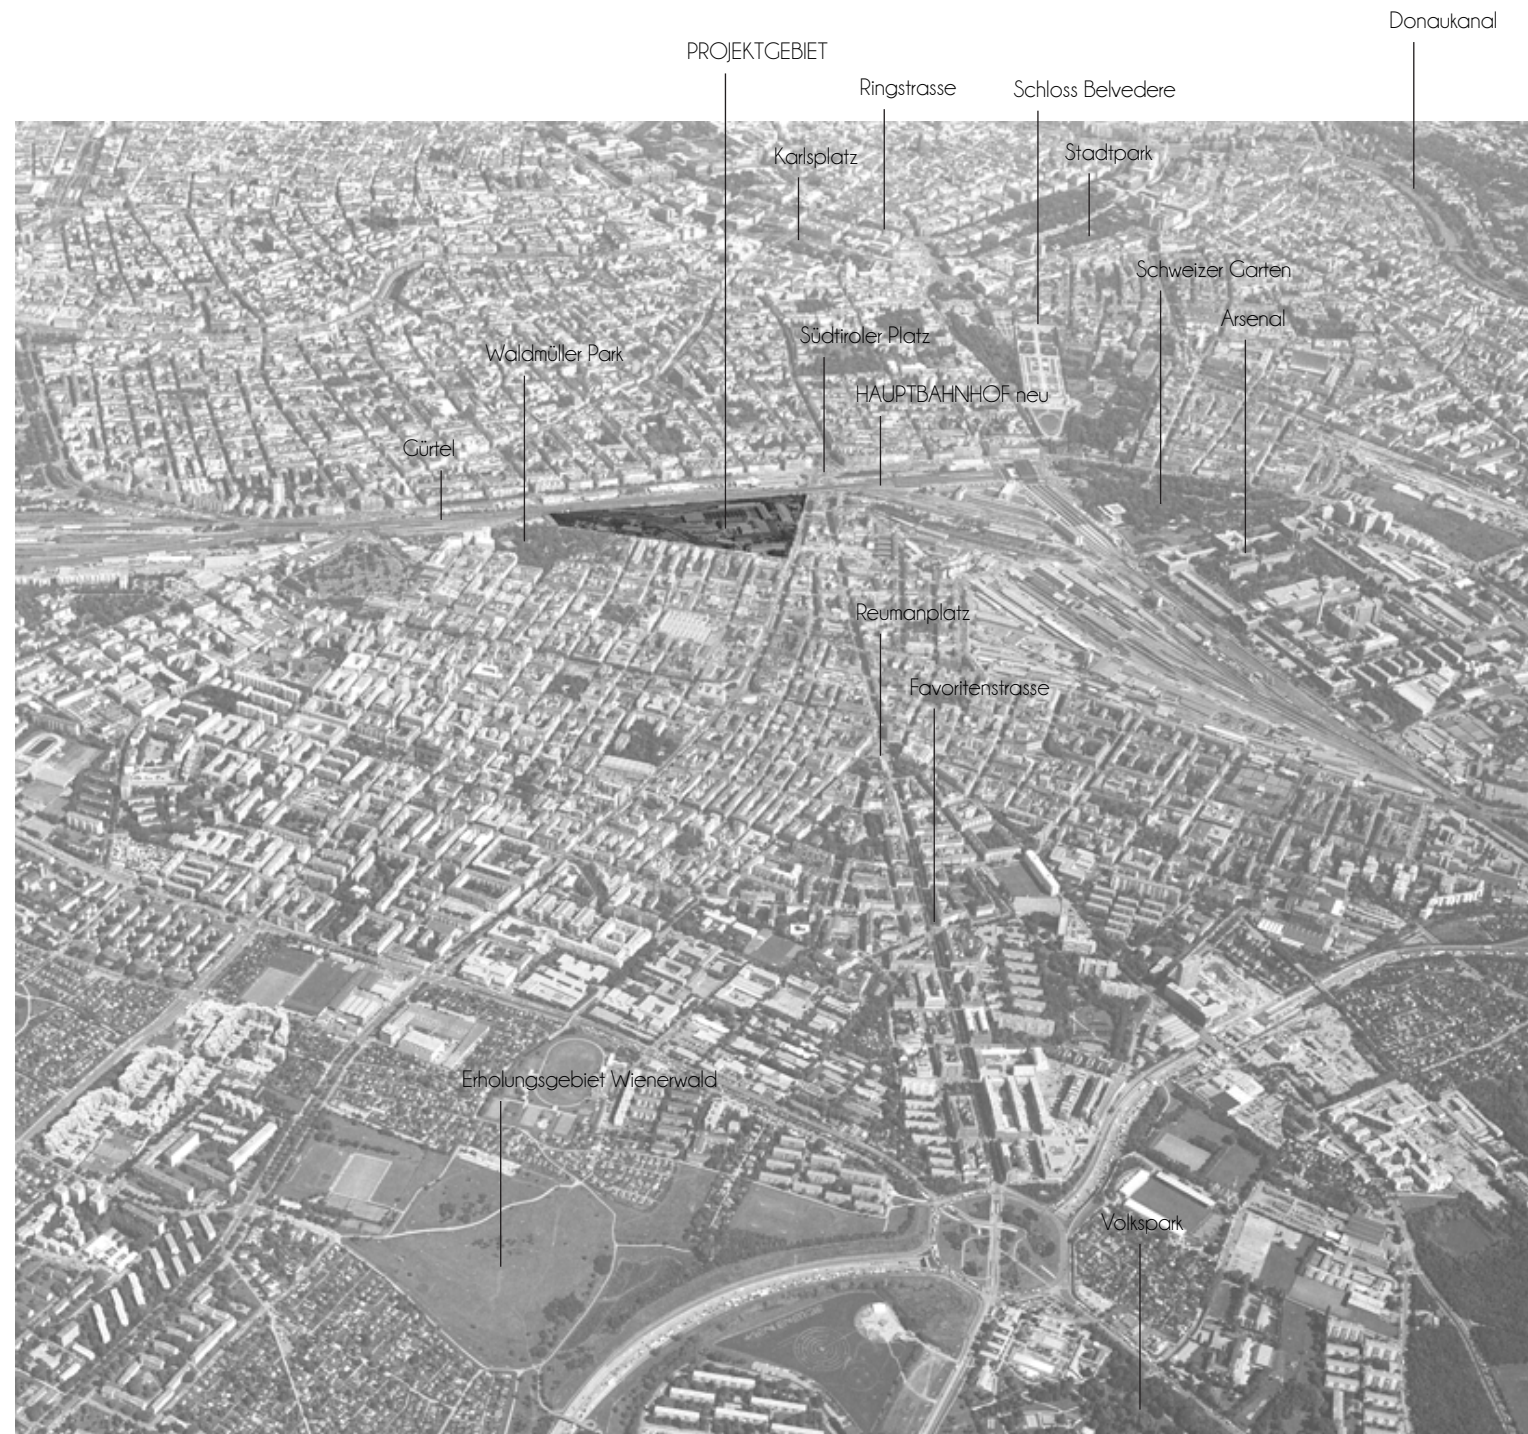 Donaukanal
PROJEKTGEBIET
Ringstrasse
Schloss Belvedere
Karlsplatz
Stadtpark
Schweizer Garten
Arsenal
Südtiroler Platz
Waldmüller Park
HAUPTBAHNHOF neu
Gürtel
Reumanplatz
Favoritenstrasse
Erholungsgebiet Wienerwald
Volkspark